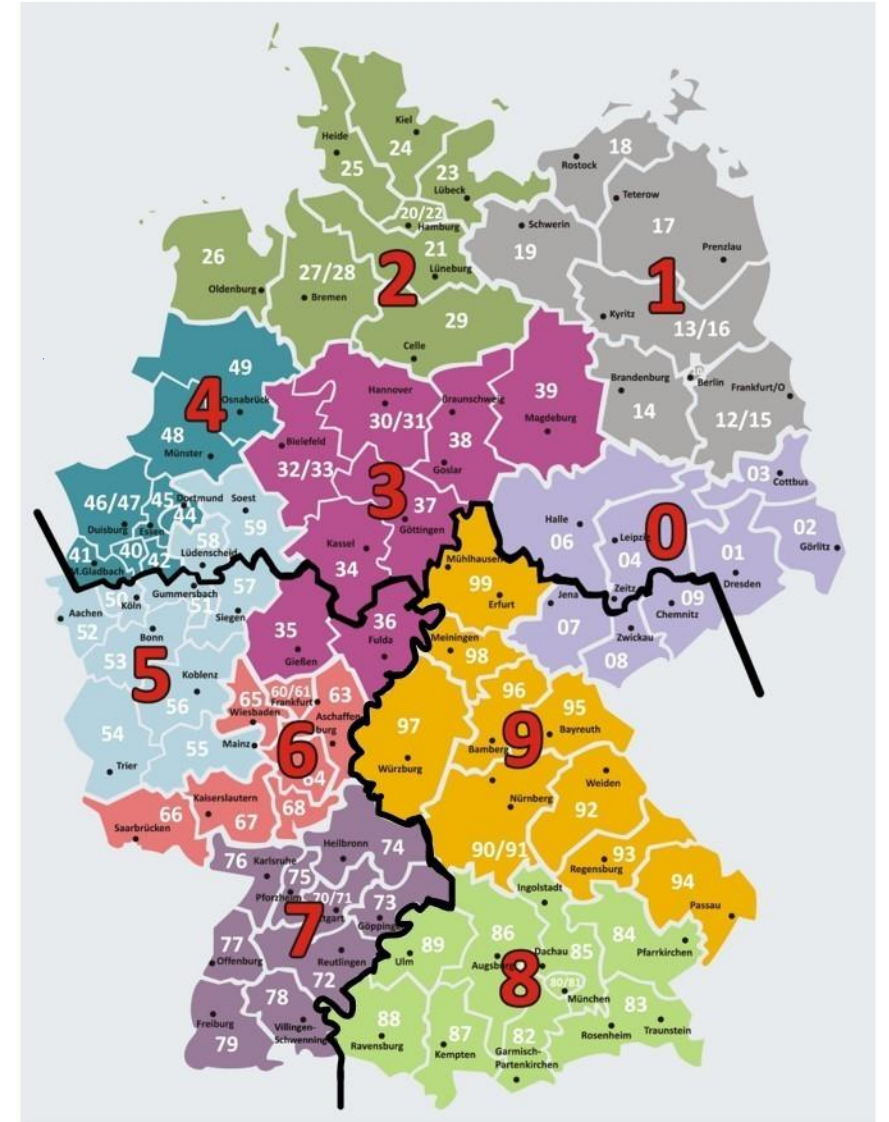 Kiel
Heide
24
25
23
Lübeck
20/22
Hamburg
18
Rostock
Teterow
17
Schwerin
19
Prenzlau
1
26
Oldenburg
27/28
Bremen
2
21
Lüneburg
29
Celle
Kyritz
13/16
Berlin
Brandenburg
14
Frankfurt/O
12/15
49
4
Osnabrück
48
Münster
Hannover
30/31
Braunschweig
38
Goslar
39
Magdeburg
Bielefeld
32/33
3
37
Göttingen
Kassel
34
46/47
45
Dortmund
44
Duisburg
Essen
Soest
59
58
Lüdenscheid
41
M.Gladbach
40
42
03
Cottbus
02
Görlitz
Halle
06
0
Leipzig
04
01
Dresden
Mühlhausen
99
Erfurt
Jena
Zeitz
09
Chemnitz
07
Zwickau
08
Gummersbach
57
50
Köln
51
Siegen
Aachen
52
Bonn
53
5
Koblenz
56
54
Trier
55
35
Gießen
36
Fulda
Meiningen
98
65
60/61
Frankfurt
63
Wiesbaden
Aschaffen-
burg
Mainz
6
64
Kaiserslautern
66
67
68
Saarbrücken
97
Würzburg
96
95
Bamberg
9
Bayreuth
Weiden
92
Nürnberg
90/91
93
Regensburg
94
Passau
Heilbronn
74
76
Karlsruhe
75
Pforzheim
70/71
73
Göppingen
7
77
Offenburg
Reutlingen
72
78
Freiburg
Villingen-
Schwenning
79
Ingolstadt
89
Ulm
86
Augsburg
Dachau
85
84
Pfarrkirchen
8
80/81
München
88
Ravensburg
87
Kempten
82
Garmisch-
Partenkirchen
83
Rosenheim
Traunstein